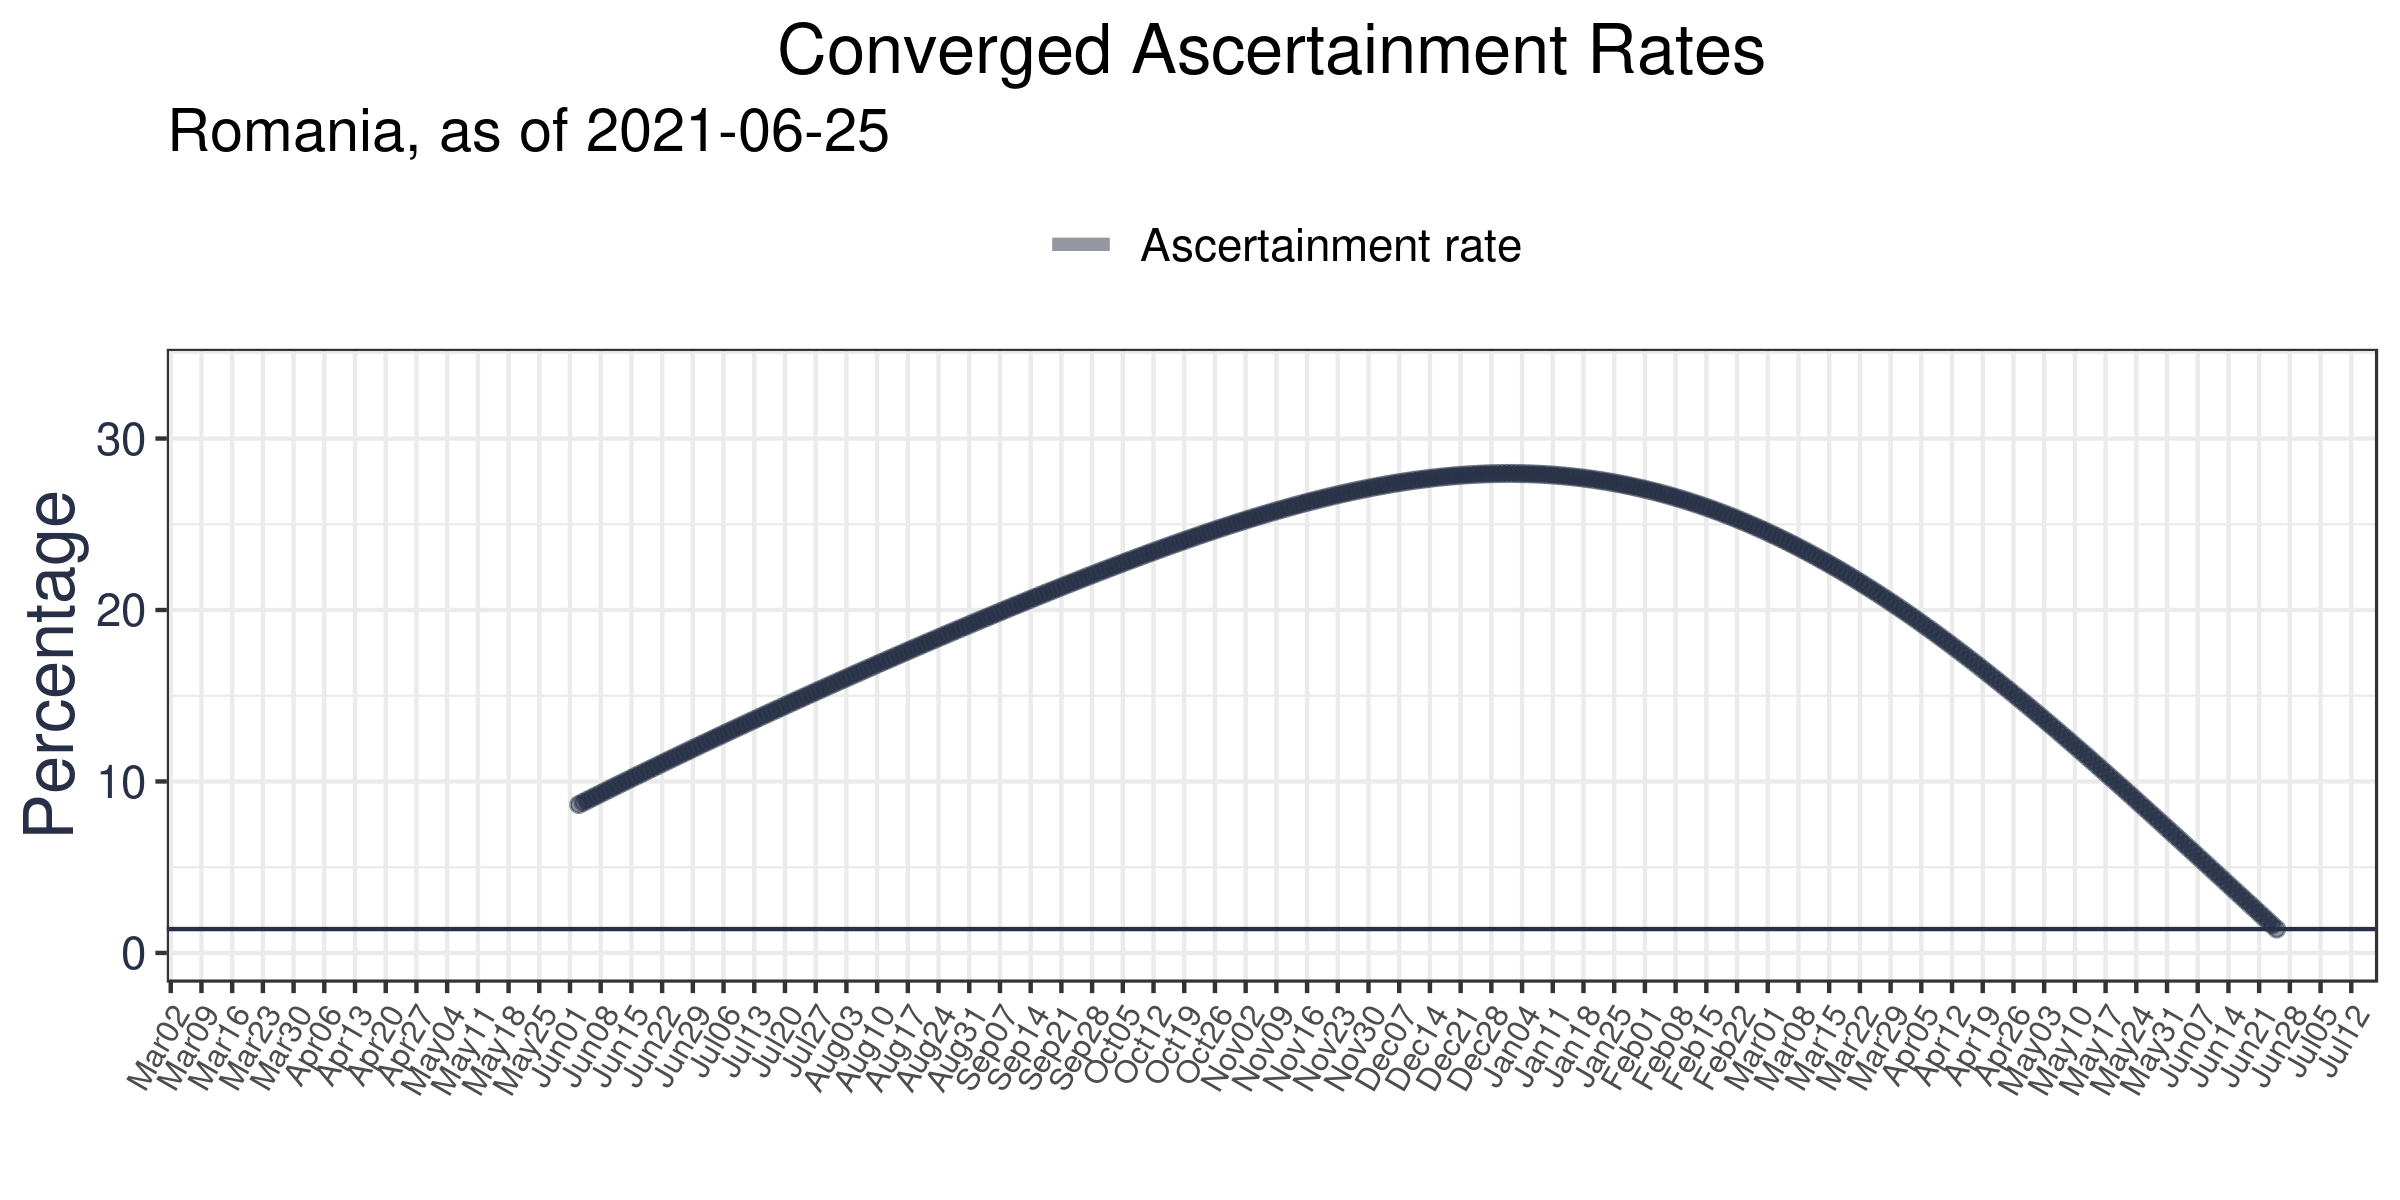 Converged Ascertainment Rates
Romania, as of 2021-06-25
Ascertainment rate
Percentage
30
20
10
0
Mar02 Mar09 Mar16 Mar23 Mar30 Apr06 Apr13 Apr20 Apr27 May04 May11 May18 May25 Jun01 Jun08 Jun15 Jun22 Jun29 Jul06 Jul13 Jul20 Jul27 Aug03 Aug10 Aug17 Aug24 Aug31 Sep07 Sep14 Sep21 Sep28 Oct05 Oct12 Oct19 Oct26 Nov02 Nov09 Nov16 Nov23 Nov30 Dec07 Dec14 Dec21 Dec28 Jan04 Jan11 Jan18 Jan25 Feb01 Feb08 Feb15 Feb22 Mar01 Mar08 Mar15 Mar22 Mar29 Apr05 Apr12 Apr19 Apr26 May03 May10 May17 May24 May31 Jun07 Jun14 Jun21 Jun28 Jul05 Jul12